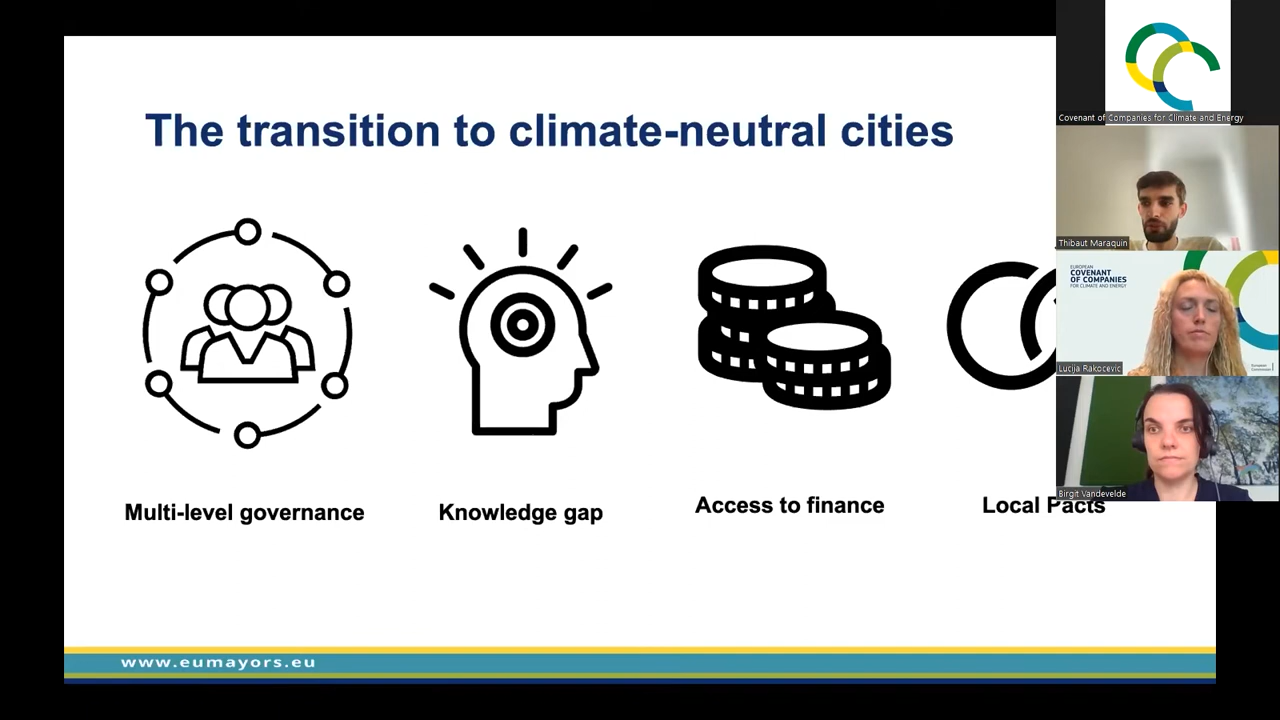 The transition to climate-neutral cities
Multi-level governance
Knowledge gap
Access to finance
Local Pacts
www.eumayors.eu
Covenant of Companies for Climate and Energy
Thibaut Maraquin
EUROPEAN
COVENANT
OF COMPANIES
FOR CLIMATE AND ENERGY
Lucija Rakocevic
European
Commission
Birgit Vandevelde